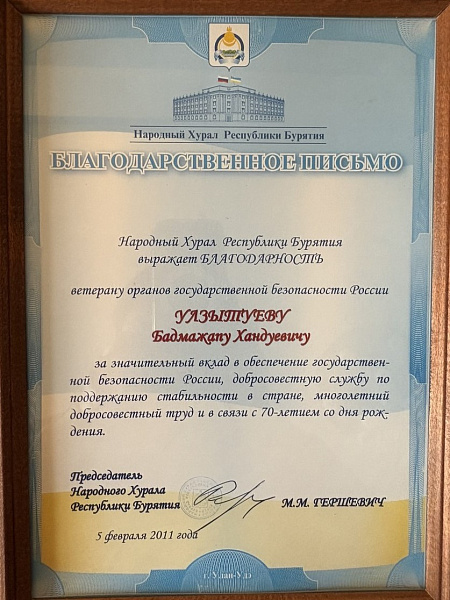 Народный Хурал Республики Бурятия
БЛАГОДАРСТВЕННОЕ ПИСЬМО
Народный Хурал Республики Бурятия
выражает БЛАГОДАРНОСТЬ
ветерану органов государственной безопасности России
УЛЗЫТУЕВУ
Бадмажапу Хандуевичу
за значительный вклад в обеспечение государствен-
ной безопасности России, добросовестную службу по
поддержанию стабильности в стране, многолетний
добросовестный труд и в связи с 70-летием со дня рож-
дения.
Председатель
Народного Хурала
Республики Бурятия
М.М. ГЕРШЕВИЧ
5 февраля 2011 года
г. Улан-Удэ